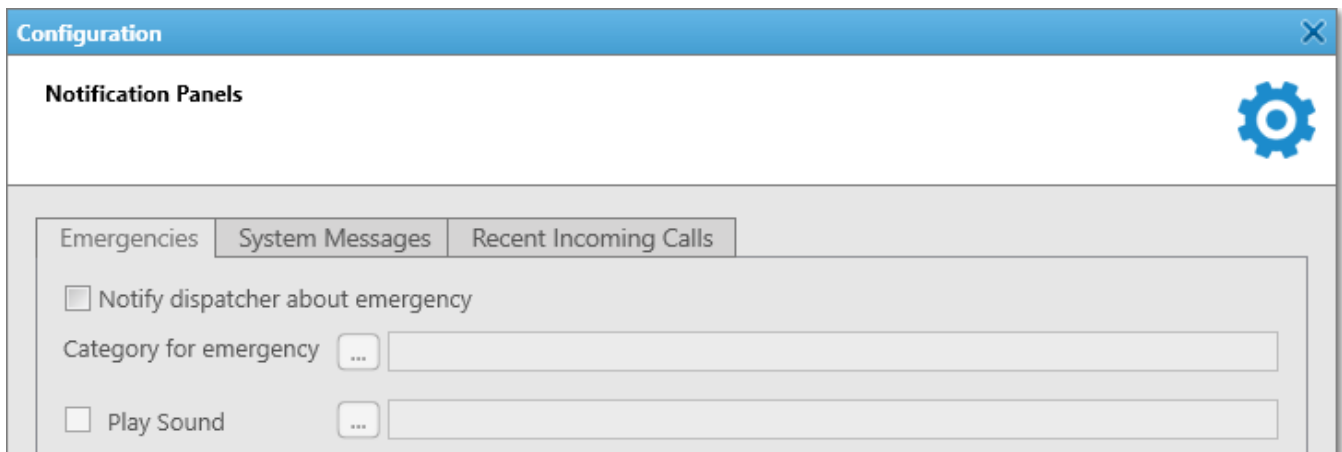 Configuration
Notification Panels
Emergencies System Messages Recent Incoming Calls
Notify dispatcher about emergency
Category for emergency ...
Play Sound ...